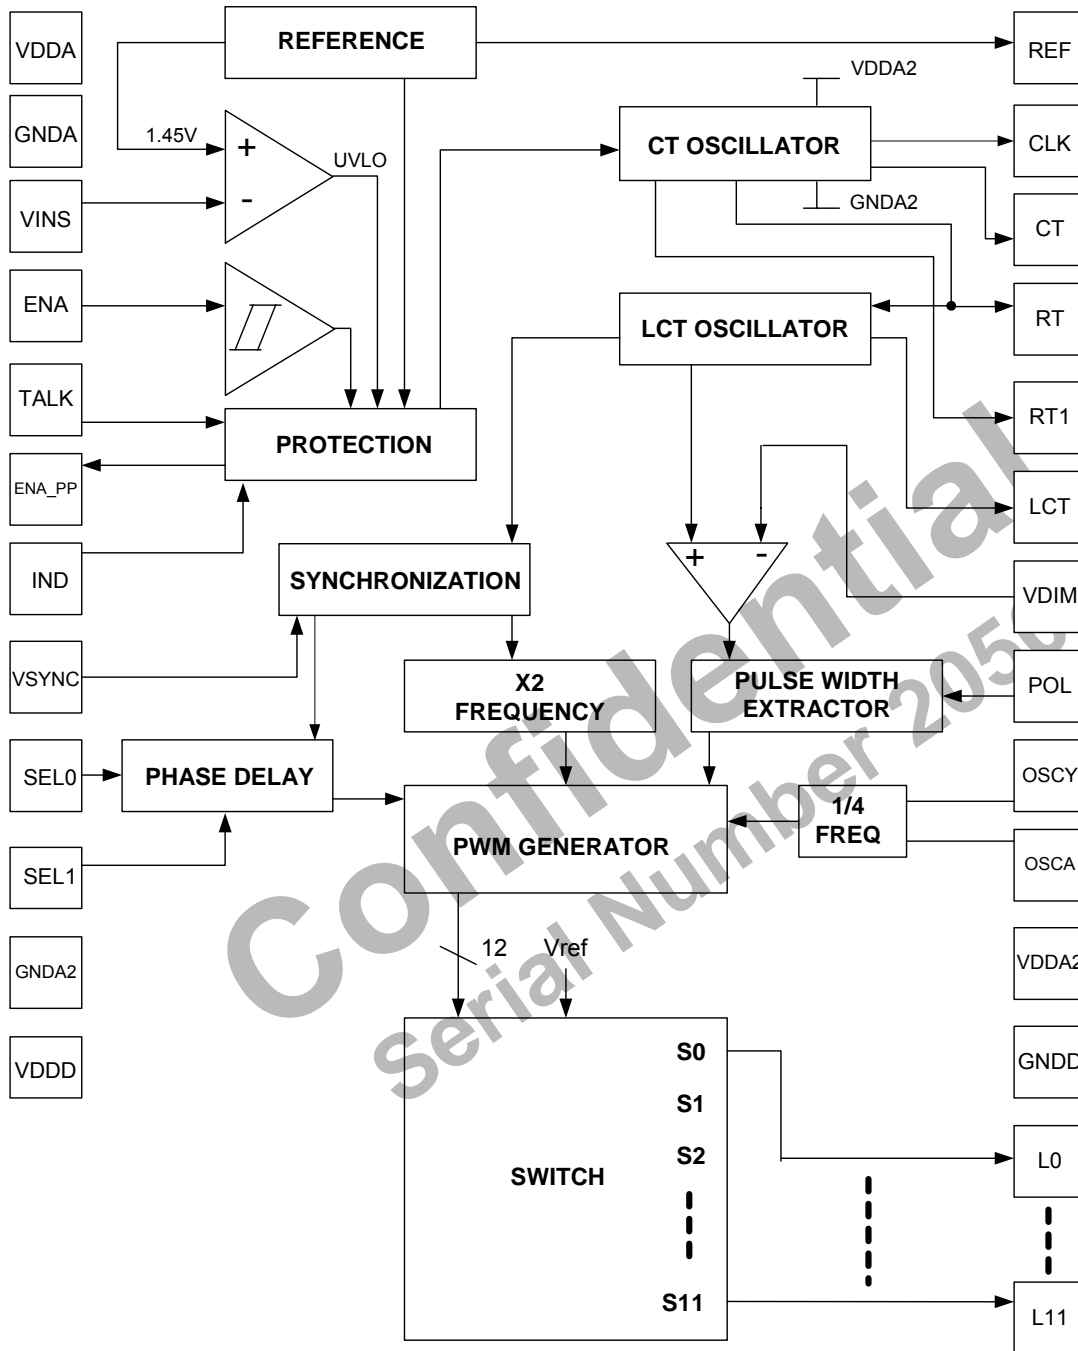 VDDA
REFERENCE
REF
VDDA2
GNDA
1.45V
+
-
UVLO
CT OSCILLATOR
CLK
VINS
GNDA2
CT
ENA
LCT OSCILLATOR
RT
TALK
PROTECTION
RT1
ENA_PP
LCT
IND
SYNCHRONIZATION
+
-
VDIM
VSYNC
X2
FREQUENCY
PULSE WIDTH
EXTRACTOR
POL
SEL0
PHASE DELAY
OSCY
PWM GENERATOR
1/4
FREQ
SEL1
OSCA
GNDA2
12
Vref
VDDA2
VDDD
GNDD
SWITCH
S0
S1
S2
S11
L0
L11
Confidential
Serial Number 205